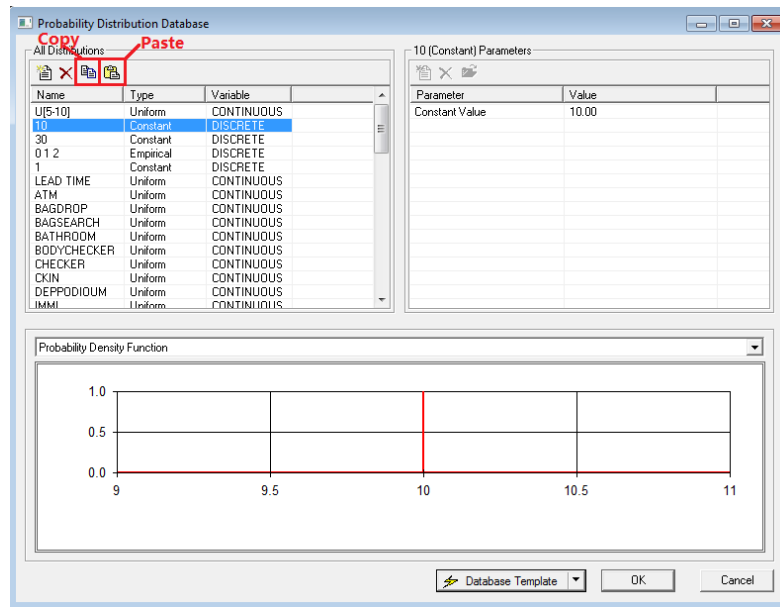 Probability Distribution Database
Copy
Paste
All Distributions
Name Type Variable
U[5-10] Uniform CONTINUOUS
10 Constant DISCRETE
30 Constant DISCRETE
0 1 2 Empirical DISCRETE
1 Constant DISCRETE
LEAD TIME Uniform CONTINUOUS
ATM Uniform CONTINUOUS
BAGDROP Uniform CONTINUOUS
BAGSEARCH Uniform CONTINUOUS
BATHROOM Uniform CONTINUOUS
BODYCHECKER Uniform CONTINUOUS
CHECKER Uniform CONTINUOUS
CKIN Uniform CONTINUOUS
DEPPODIOUM Uniform CONTINUOUS
IMMI Uniform CONTINUOUS
10 (Constant) Parameters
Parameter Value
Constant Value 10.00
Probability Density Function
1.0
0.5
0.0
9 9.5 10 10.5 11
Database Template OK Cancel